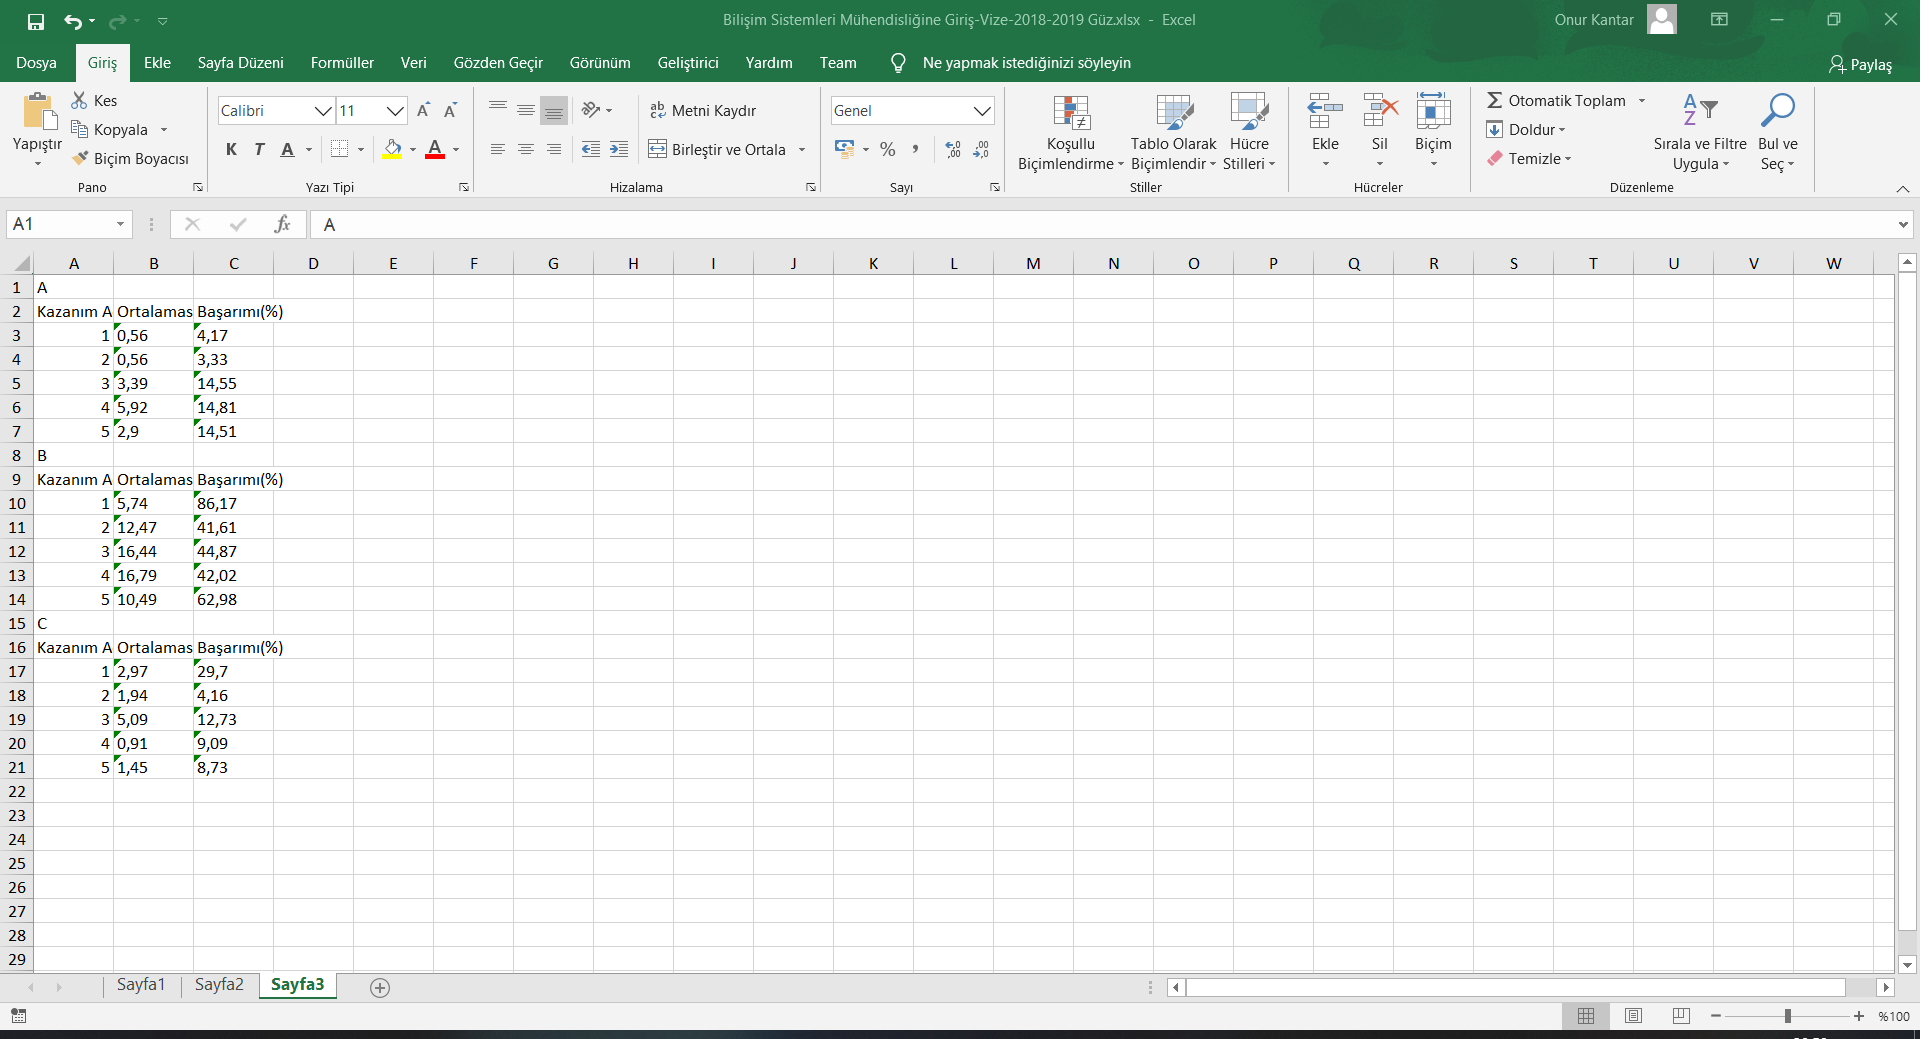 Bilişim Sistemleri Mühendisliğine Giriş-Vize-2018-2019 Güz.xlsx - Excel
Onur Kantar
Dosya Giriş Ekle Sayfa Düzeni Formüller Veri Gözden Geçir Görünüm Geliştirici Yardım Team Ne yapmak istediğinizi söyleyin Paylaş
Yapıştır
Kes
Kopyala
Biçim Boyacısı
Pano
Calibri 11
K T A A
Yazı Tipi
Metni Kaydır
Birleştir ve Ortala
Hizalama
Genel
Sayı
Koşullu
Biçimlendirme
Tablo Olarak
Biçimlendir
Hücre
Stilleri
Stiller
Ekle Sil Biçim
Hücreler
Otomatik Toplam
Doldur
Temizle
Sırala ve Filtre
Uygula
Bul ve
Seç
Düzenleme
A1 fx A
A B C D E F G H I J K L M N O P Q R S T U V W
1 A
2 Kazanım A Ortalamas Başarımı(%)
3 1 0,56 4,17
4 2 0,56 3,33
5 3 3,39 14,55
6 4 5,92 14,81
7 5 2,9 14,51
8 B
9 Kazanım A Ortalamas Başarımı(%)
10 1 5,74 86,17
11 2 12,47 41,61
12 3 16,44 44,87
13 4 16,79 42,02
14 5 10,49 62,98
15 C
16 Kazanım A Ortalamas Başarımı(%)
17 1 2,97 29,7
18 2 1,94 4,16
19 3 5,09 12,73
20 4 0,91 9,09
21 5 1,45 8,73
22
23
24
25
26
27
28
29
Sayfa1 Sayfa2 Sayfa3
%100